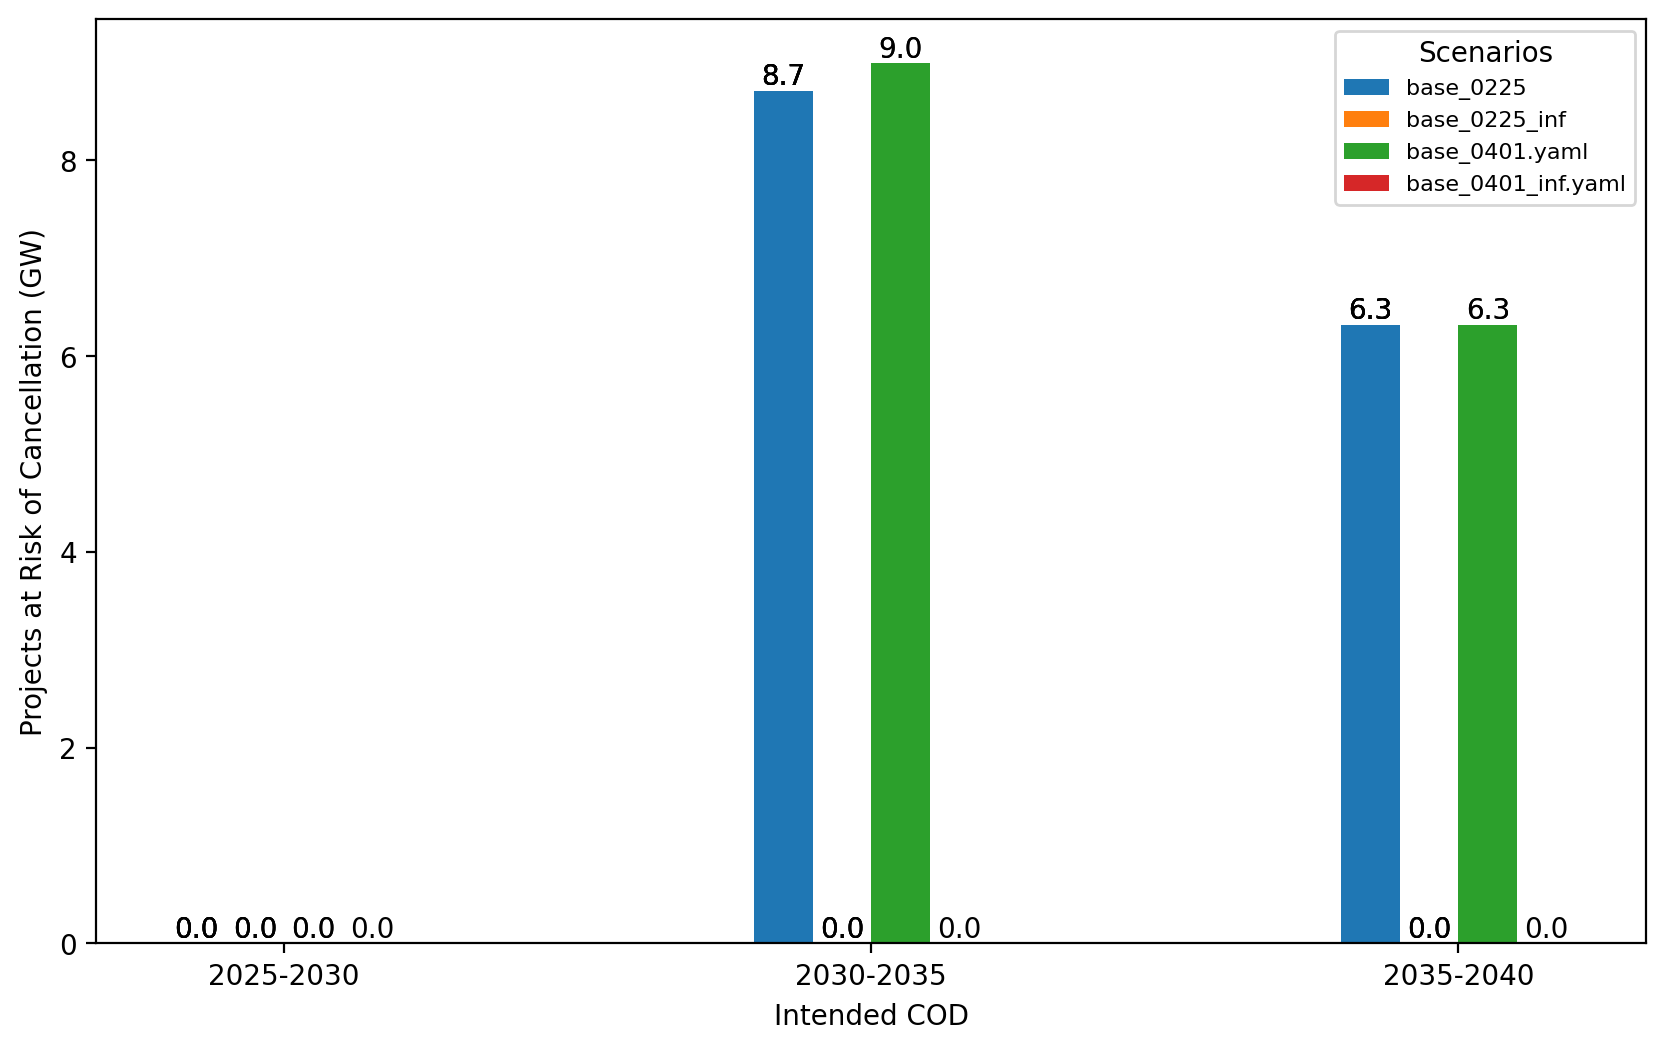 Scenarios
base_0225
base_0225_inf
base_0401.yaml
base_0401_inf.yaml
Projects at Risk of Cancellation (GW)
8
6
4
2
0
0.0 0.0 0.0 0.0
8.7 0.0 9.0 0.0
6.3 0.0 6.3 0.0
2025-2030 2030-2035 2035-2040
Intended COD